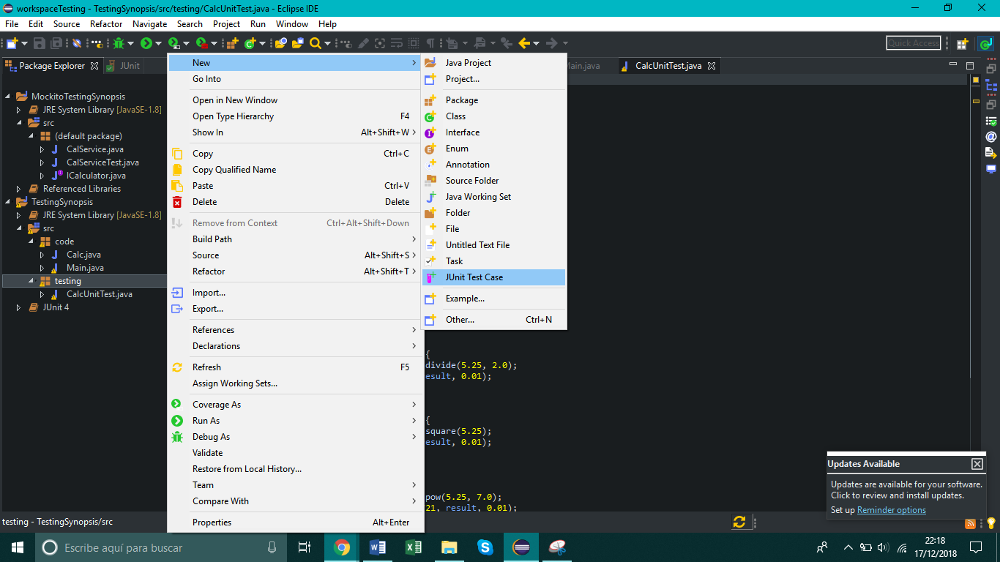 workspaceTesting - TestingSynopsis/src/testing/CalcUnitTest.java - Eclipse IDE
File Edit Source Refactor Navigate Search Project Run Window Help
Quick Access
Package Explorer JUnit Main.java CalcUnitTest.java
MockitoTestingSynopsis
JRE System Library [JavaSE-1.8]
src
(default package)
CalService.java
CalServiceTest.java
ICalculator.java
Referenced Libraries
TestingSynopsis
JRE System Library [JavaSE-1.8]
src
code
Calc.java
Main.java
testing
CalcUnitTest.java
JUnit 4
New
Go Into
Open in New Window
Open Type Hierarchy F4
Show In Alt+Shift+W
Copy Ctrl+C
Copy Qualified Name
Paste Ctrl+V
Delete Delete
Remove from Context Ctrl+Alt+Shift+Down
Build Path
Source Alt+Shift+S
Refactor Alt+Shift+T
Import...
Export...
References
Declarations
Refresh F5
Assign Working Sets...
Coverage As
Run As
Debug As
Validate
Restore from Local History...
Team
Compare With
Properties Alt+Enter
Java Project
Project...
Package
Class
Interface
Enum
Annotation
Source Folder
Java Working Set
Folder
File
Untitled Text File
Task
JUnit Test Case
Example...
Other... Ctrl+N
{
divide(5.25, 2.0);
esult, 0.01);
{
square(5.25);
esult, 0.01);
pow(5.25, 7.0);
21, result, 0.01);
Updates Available
Updates are available for your software.
Click to review and install updates.
Set up Reminder options
testing - TestingSynopsis/src
Escribe aquí para buscar
22:18
17/12/2018